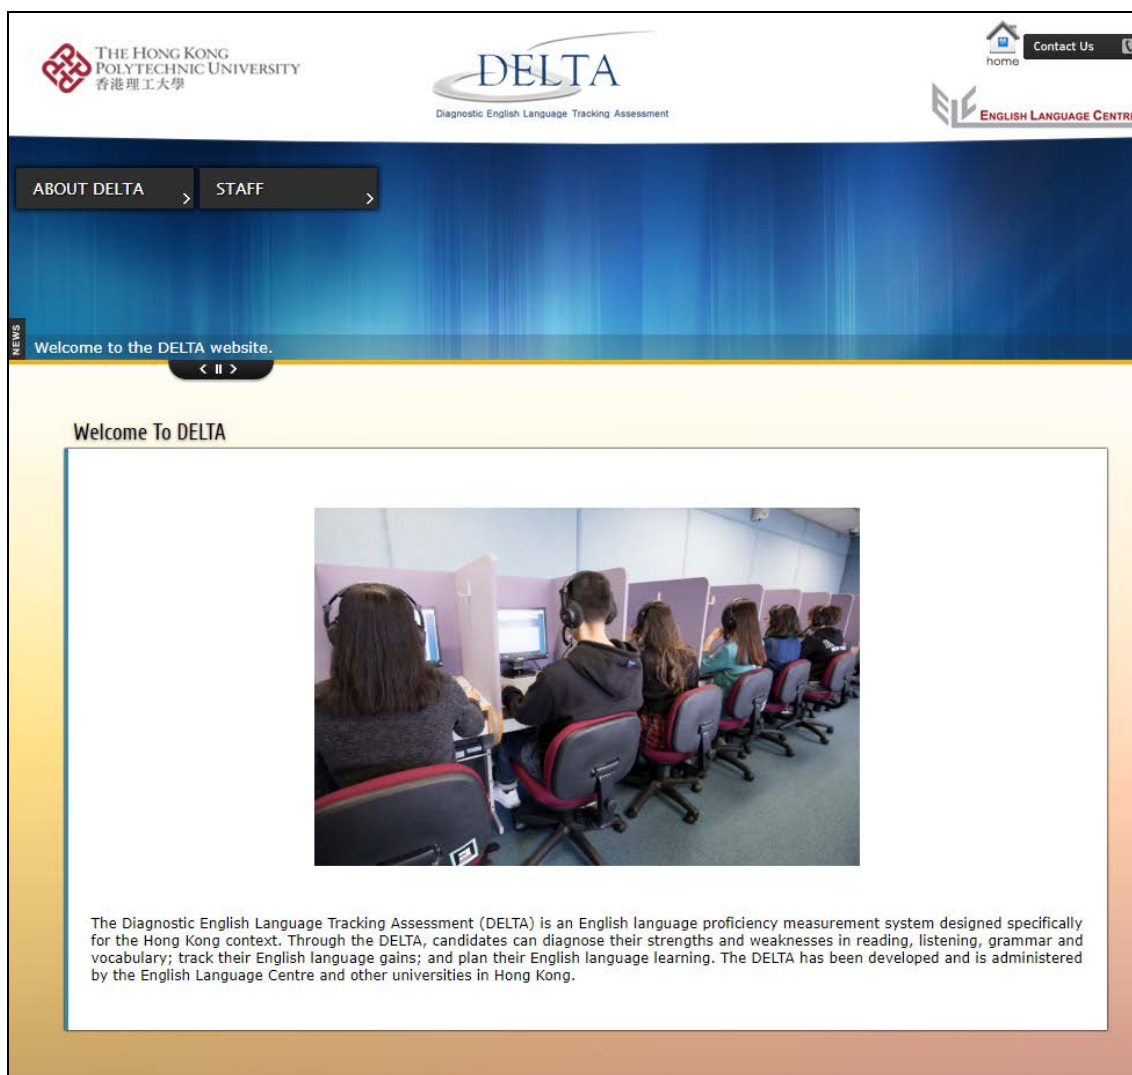 THE HONG KONG
POLYTECHNIC UNIVERSITY
香港理工大學
DELTA
Diagnostic English Language Tracking Assessment
home
Contact Us
ELC
ENGLISH LANGUAGE CENTRE
ABOUT DELTA
STAFF
NEWS
Welcome to the DELTA website.
Welcome To DELTA
The Diagnostic English Language Tracking Assessment (DELTA) is an English language proficiency measurement system designed specifically
for the Hong Kong context. Through the DELTA, candidates can diagnose their strengths and weaknesses in reading, listening, grammar and
vocabulary; track their English language gains; and plan their English language learning. The DELTA has been developed and is administered
by the English Language Centre and other universities in Hong Kong.